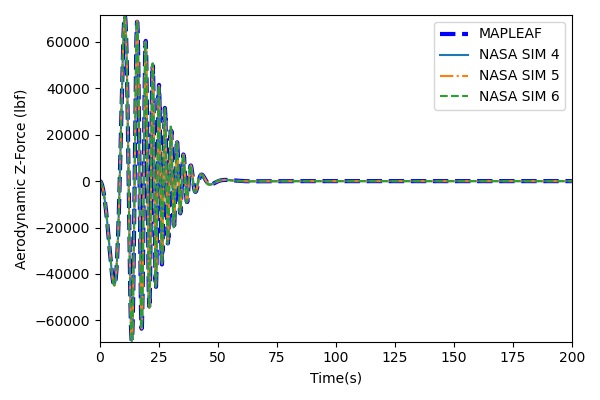 Aerodynamic Z-Force (lbf)
60000
40000
20000
0
−20000
−40000
−60000
MAPLEAF
NASA SIM 4
NASA SIM 5
NASA SIM 6
0 25 50 75 100 125 150 175 200
Time(s)